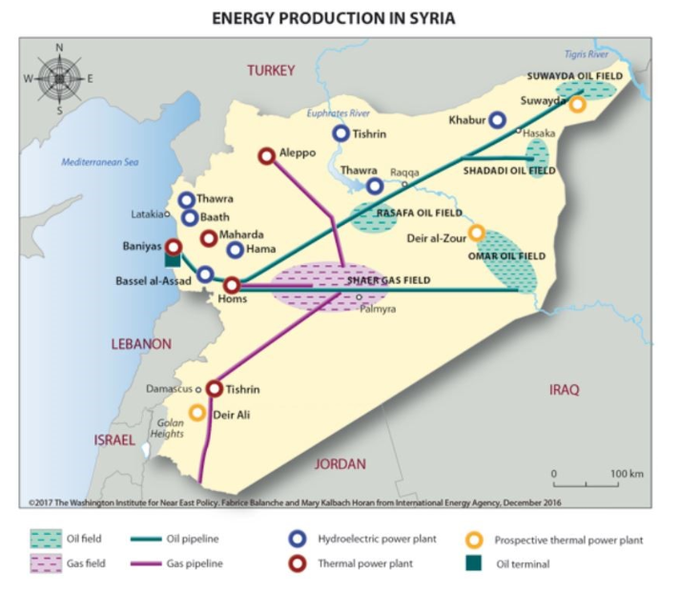 ENERGY PRODUCTION IN SYRIA
N
W
E
S
Tigris River
TURKEY
SUWAYDA OIL FIELD
Suwayda
Euphrates River
Khabur
Tishrin
Hasaka
Aleppo
Mediterranean Sea
Thawra
Raqqa
SHADADI OIL FIELD
Thawra
Latakia
Baath
RASAFA OIL FIELD
Maharda
Deir al-Zour
Baniyas
Hama
OMAR OIL FIELD
Bassel al-Assad
SHAER GAS FIELD
Homs
Palmyra
LEBANON
Damascus
Tishrin
IRAQ
Deir Ali
Golan
Heights
ISRAEL
JORDAN
0 100 km
©2017 The Washington Institute for Near East Policy. Fabrice Balanche and Mary Kalbach Horan from International Energy Agency, December 2016
Oil field
Oil pipeline
Hydroelectric power plant
Prospective thermal power plant
Gas field
Gas pipeline
Thermal power plant
Oil terminal